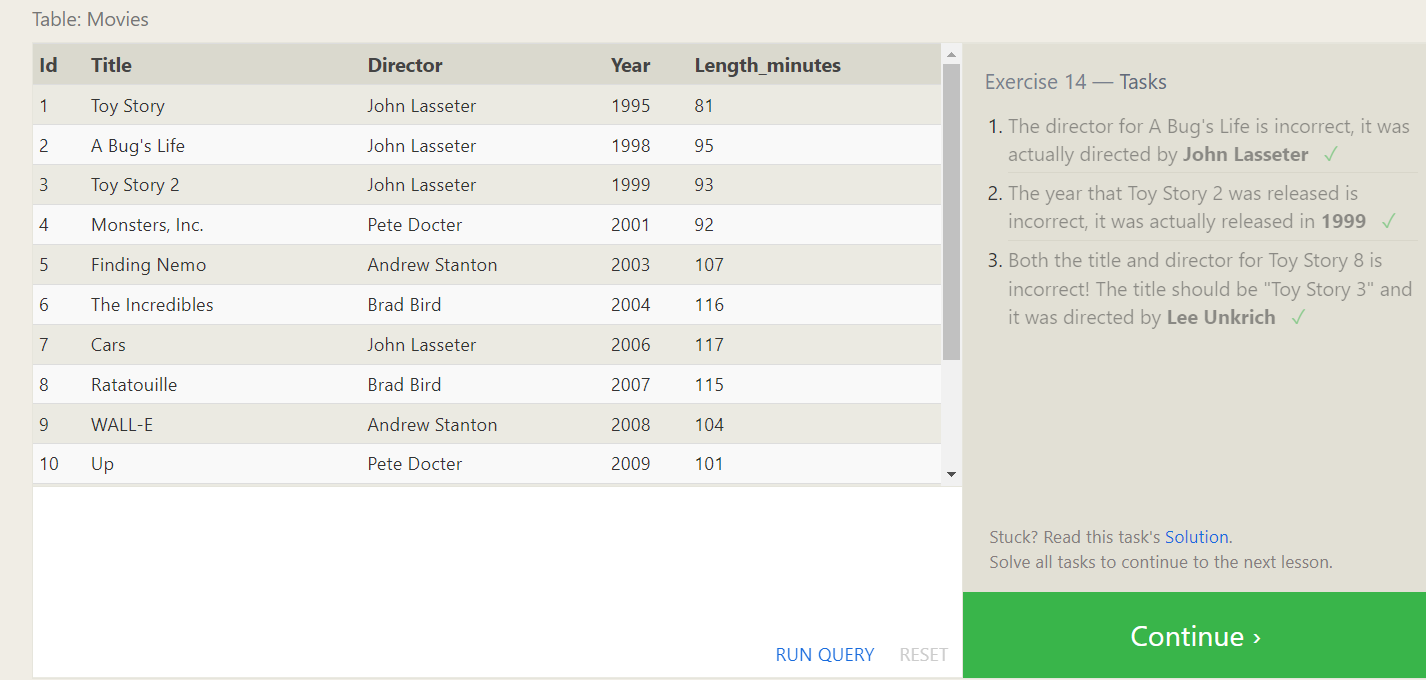 Table: Movies
Id Title Director Year Length_minutes
1 Toy Story John Lasseter 1995 81
2 A Bug's Life John Lasseter 1998 95
3 Toy Story 2 John Lasseter 1999 93
4 Monsters, Inc. Pete Docter 2001 92
5 Finding Nemo Andrew Stanton 2003 107
6 The Incredibles Brad Bird 2004 116
7 Cars John Lasseter 2006 117
8 Ratatouille Brad Bird 2007 115
9 WALL-E Andrew Stanton 2008 104
10 Up Pete Docter 2009 101
RUN QUERY RESET
Exercise 14 — Tasks
1. The director for A Bug's Life is incorrect, it was
actually directed by John Lasseter ✓
2. The year that Toy Story 2 was released is
incorrect, it was actually released in 1999 ✓
3. Both the title and director for Toy Story 8 is
incorrect! The title should be "Toy Story 3" and
it was directed by Lee Unkrich ✓
Stuck? Read this task's Solution.
Solve all tasks to continue to the next lesson.
Continue ›